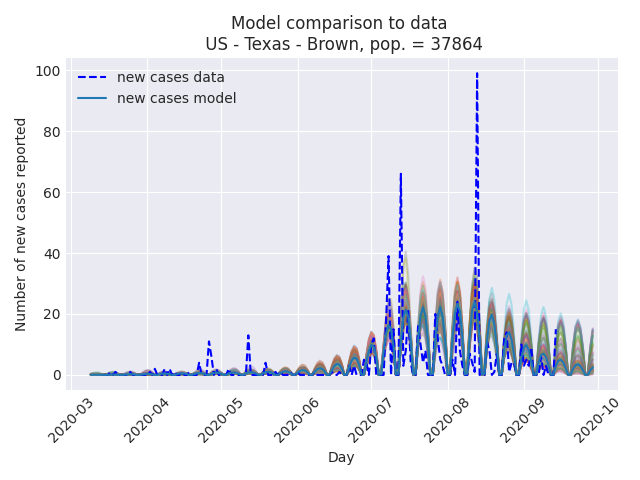 Model comparison to data
US - Texas - Brown, pop. = 37864
new cases data
new cases model
Number of new cases reported
100
80
60
40
20
0
2020-03
2020-04
2020-05
2020-06
2020-07
2020-08
2020-09
2020-10
Day